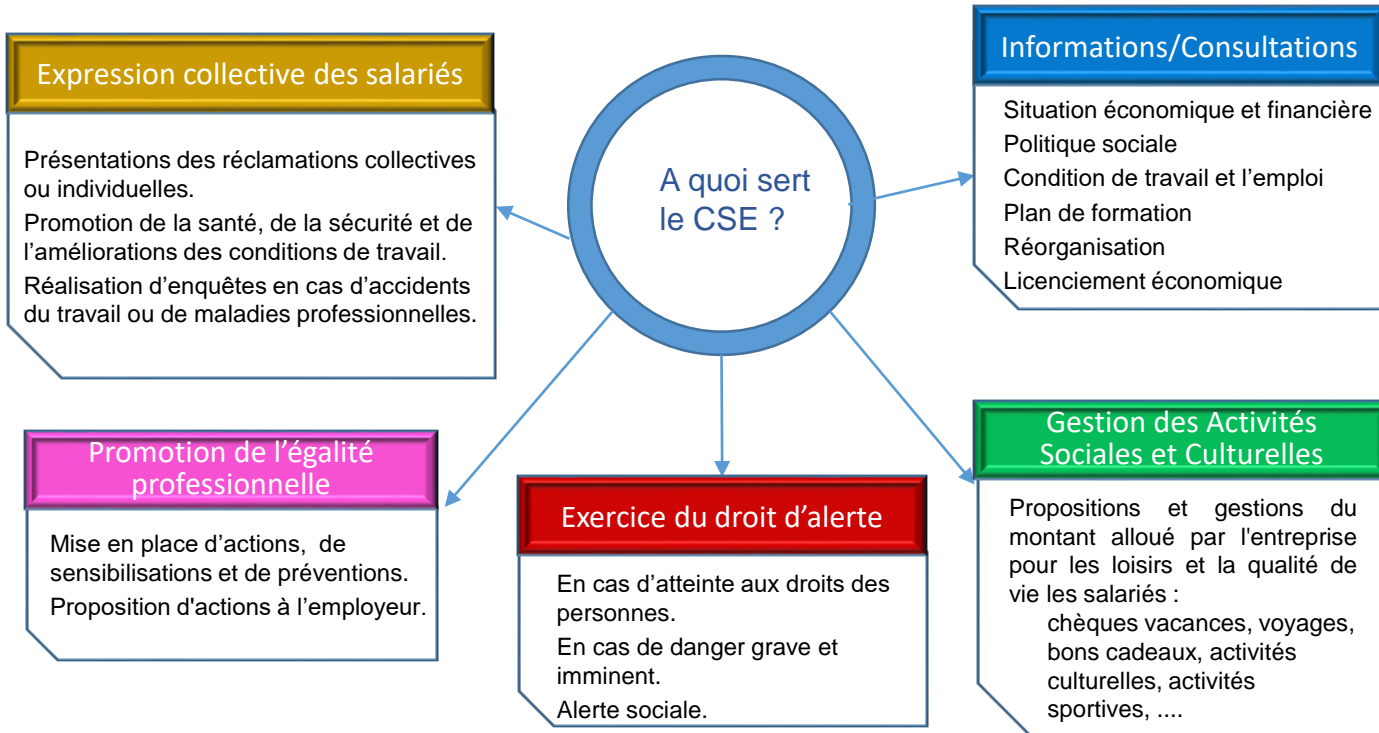 A quoi sert
le CSE ?
Expression collective des salariés
Présentations des réclamations collectives
ou individuelles.
Promotion de la santé, de la sécurité et de
l’améliorations des conditions de travail.
Réalisation d’enquêtes en cas d’accidents
du travail ou de maladies professionnelles.
Informations/Consultations
Situation économique et financière
Politique sociale
Condition de travail et l’emploi
Plan de formation
Réorganisation
Licenciement économique
Promotion de l’égalité
professionnelle
Mise en place d’actions, de
sensibilisations et de préventions.
Proposition d'actions à l’employeur.
Exercice du droit d’alerte
En cas d’atteinte aux droits des
personnes.
En cas de danger grave et
imminent.
Alerte sociale.
Gestion des Activités
Sociales et Culturelles
Propositions et gestions du
montant alloué par l'entreprise
pour les loisirs et la qualité de
vie les salariés :
chèques vacances, voyages,
bons cadeaux, activités
culturelles, activités
sportives, ....